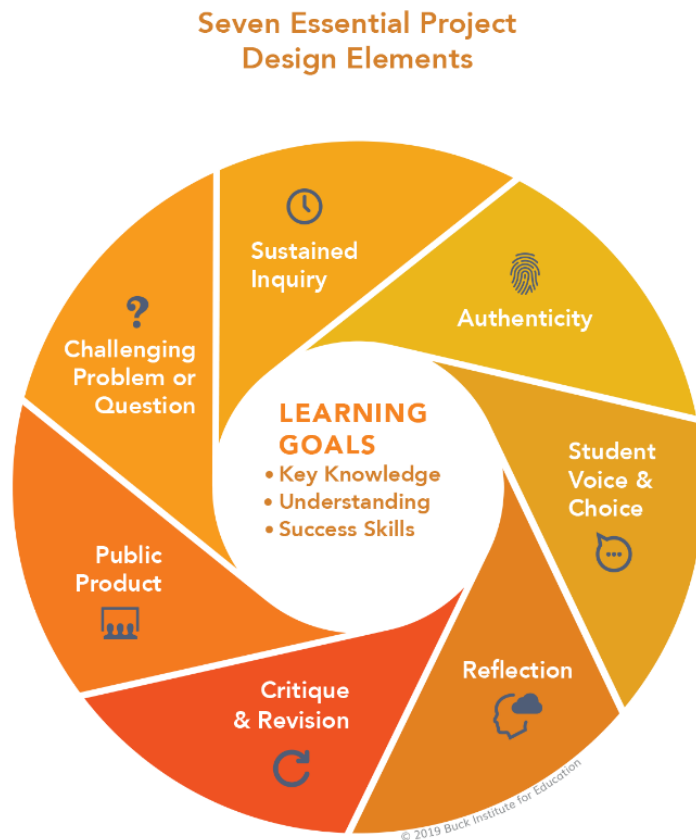 Seven Essential Project
Design Elements
Sustained
Inquiry
Authenticity
Challenging
Problem or
Question
LEARNING
GOALS
• Key Knowledge
• Understanding
• Success Skills
Student
Voice &
Choice
Public
Product
Reflection
Critique
& Revision
© 2019 Buck Institute for Education